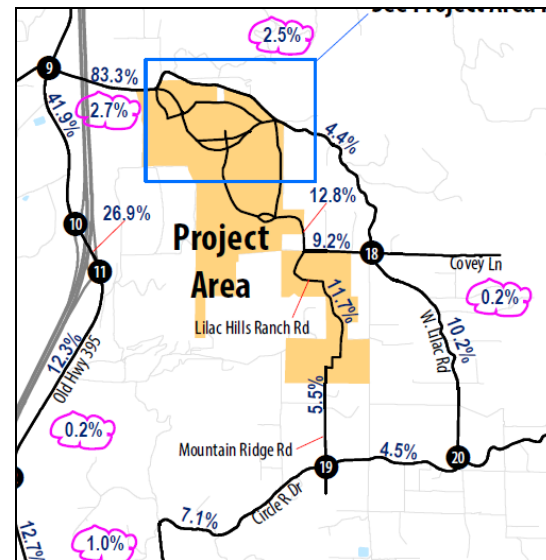 See Project Area
2.5%
9
83.3%
2.7%
41.9%
4.4%
26.9%
12.8%
10
Project
Area
9.2%
18
11
Covey Ln
11.7%
0.2%
Lilac Hills Ranch Rd
W. Lilac Rd
10.2%
12.3%
Old Hwy 395
5.5%
0.2%
Mountain Ridge Rd
4.5%
20
19
Circle R Dr
7.1%
12.7%
1.0%